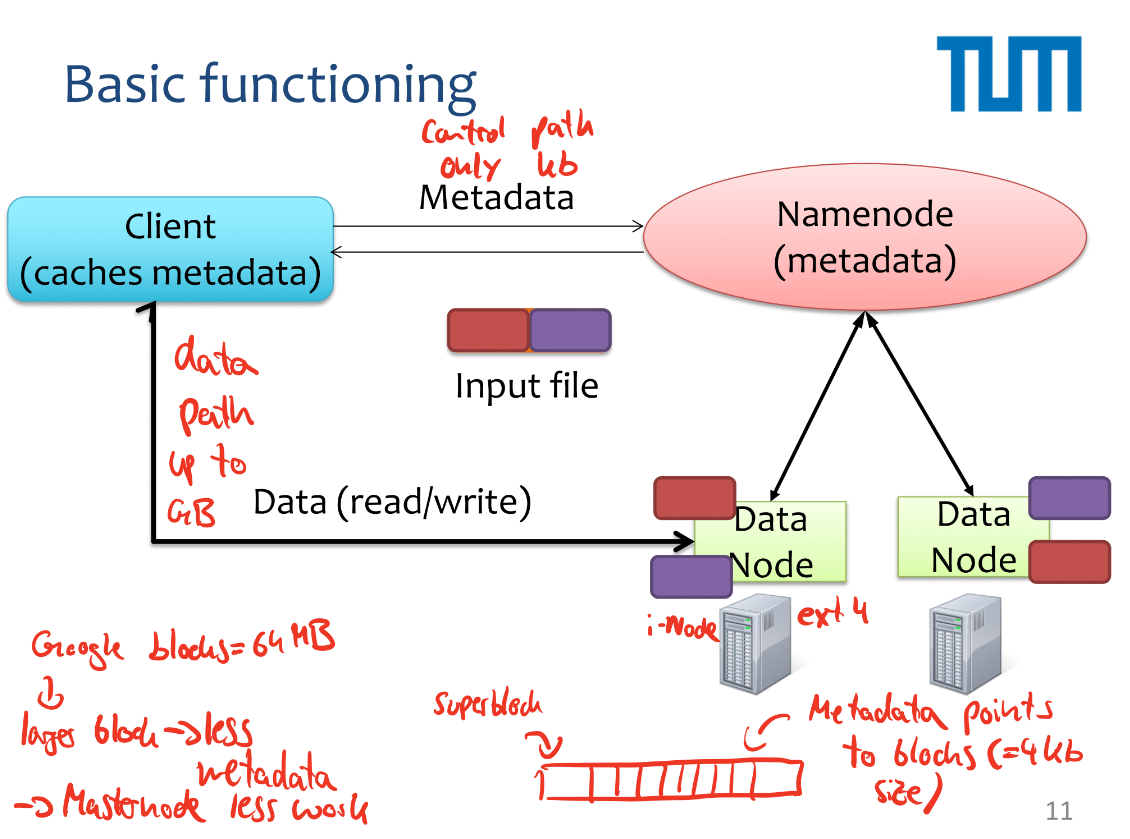 TUM
Basic functioning
Control path
only kb
Metadata
Client
(caches metadata)
Namenode
(metadata)
Input file
data
path
up to
GB
Data (read/write)
Data
Node
Data
Node
i-Node
ext4
Google blocks = 64 MB
larger block -> less
metadata
-> Masternode less work
Superblock
Metadata points
to blocks (=4kb
size)
11